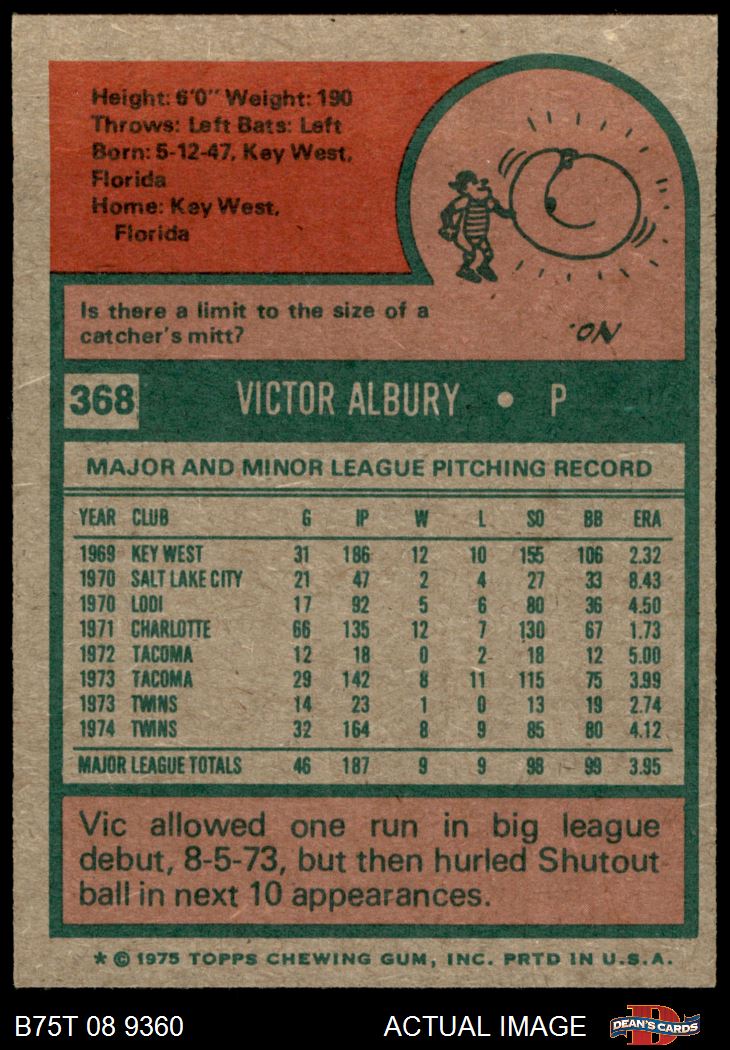 Height: 6'0" Weight: 190
Throws: Left Bats: Left
Born: 5-12-47, Key West,
Florida
Home: Key West,
Florida
Is there a limit to the size of a
catcher's mitt?
NO.
368 VICTOR ALBURY • P
MAJOR AND MINOR LEAGUE PITCHING RECORD
YEAR CLUB G IP W L SO BB ERA
1969 KEY WEST 31 186 12 10 155 106 2.32
1970 SALT LAKE CITY 21 47 2 4 27 33 8.43
1970 LODI 17 92 5 6 80 36 4.50
1971 CHARLOTTE 66 135 12 7 130 67 1.73
1972 TACOMA 12 18 0 2 18 12 5.00
1973 TACOMA 29 142 8 11 115 75 3.99
1973 TWINS 14 23 1 0 13 19 2.74
1974 TWINS 32 164 8 9 85 80 4.12
MAJOR LEAGUE TOTALS 46 187 9 9 98 99 3.95
Vic allowed one run in big league
debut, 8-5-73, but then hurled Shutout
ball in next 10 appearances.
* © 1975 TOPPS CHEWING GUM, INC. PRTD IN U.S.A.
B75T 08 9360 ACTUAL IMAGE D DEAN'S CARDS